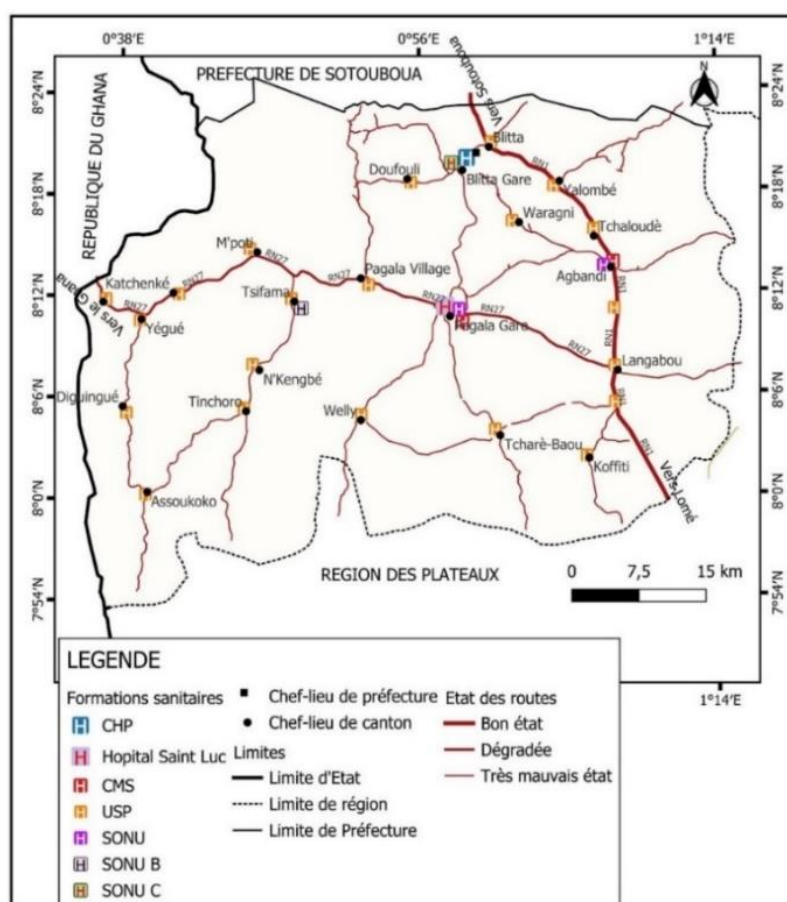 0°38'E 0°56'E 1°14'E
PREFECTURE DE SOTOUBOUA
Vers Sotouboua
N
8°24'N 8°24'N
REPUBLIQUE DU GHANA
Blitta
RN1
Doufouli
Blitta Gare
Yalombé
8°18'N 8°18'N
Waragni
Tchaloudè
M'poti
RN27
Agbandi
Pagala Village
RN27
Katchenké
RN27
Tsifama
8°12'N 8°12'N
Vers le Ghana
RN27
Yégué
RN27
Pagala Gare
RN27
RN1
RN1
RN27
Langabou
N'Kengbé
8°6'N 8°6'N
Diguingué
Tinchoro
Welly
RN1
Tcharè-Baou
Koffiti
RN1
Vers Lomé
8°0'N 8°0'N
Assoukoko
REGION DES PLATEAUX
0 7,5 15 km
7°54'N 7°54'N
1°14'E
LEGENDE
Formations sanitaires
CHP
Hopital Saint Luc
CMS
USP
SONU
SONU B
SONU C
Chef-lieu de préfecture
Chef-lieu de canton
Limites
Limite d'Etat
Limite de région
Limite de Préfecture
Etat des routes
Bon état
Dégradée
Très mauvais état